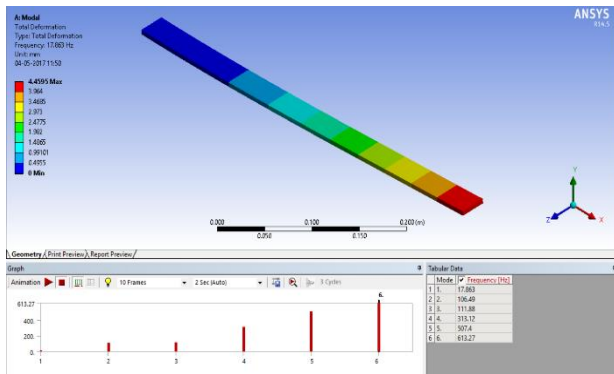 A: Modal
Total Deformation
Type: Total Deformation
Frequency: 17.863 Hz
Unit: mm
04-05-2017 11:50
ANSYS
R14.5
4.4595 Max
3.964
3.4685
2.973
2.4775
1.982
1.4865
0.99101
0.4955
0 Min
0.000
0.100
0.200 (m)
0.050
0.150
Y
Z
X
Geometry
Print Preview
Report Preview
Graph
Animation
10 Frames
2 Sec (Auto)
3 Cycles
613.27
400.
200.
0.
6.
1
2
3
4
5
6
Tabular Data
Mode Frequency [Hz]
1 1. 17.863
2 2. 106.49
3 3. 111.88
4 4. 313.12
5 5. 507.4
6 6. 613.27